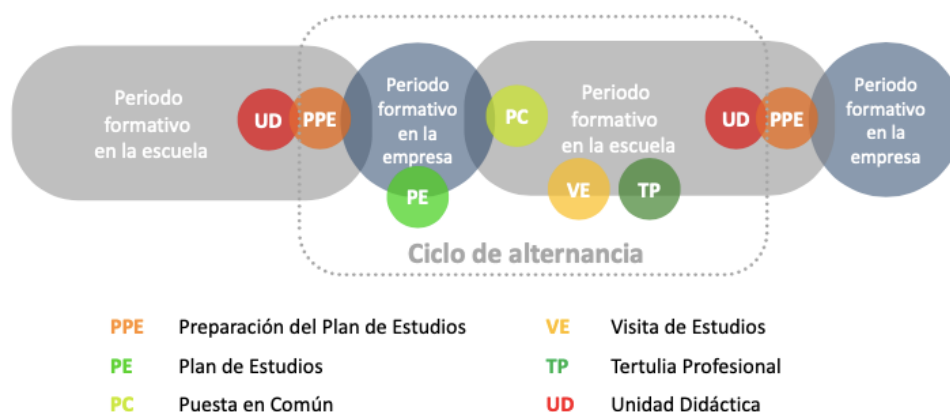 Periodo
formativo
en la escuela
UD
PPE
Periodo
formativo
en la
empresa
PE
PC
Periodo
formativo
en la escuela
VE
TP
UD
PPE
Periodo
formativo
en la
empresa
Ciclo de alternancia
PPE Preparación del Plan de Estudios
PE Plan de Estudios
PC Puesta en Común
VE Visita de Estudios
TP Tertulia Profesional
UD Unidad Didáctica